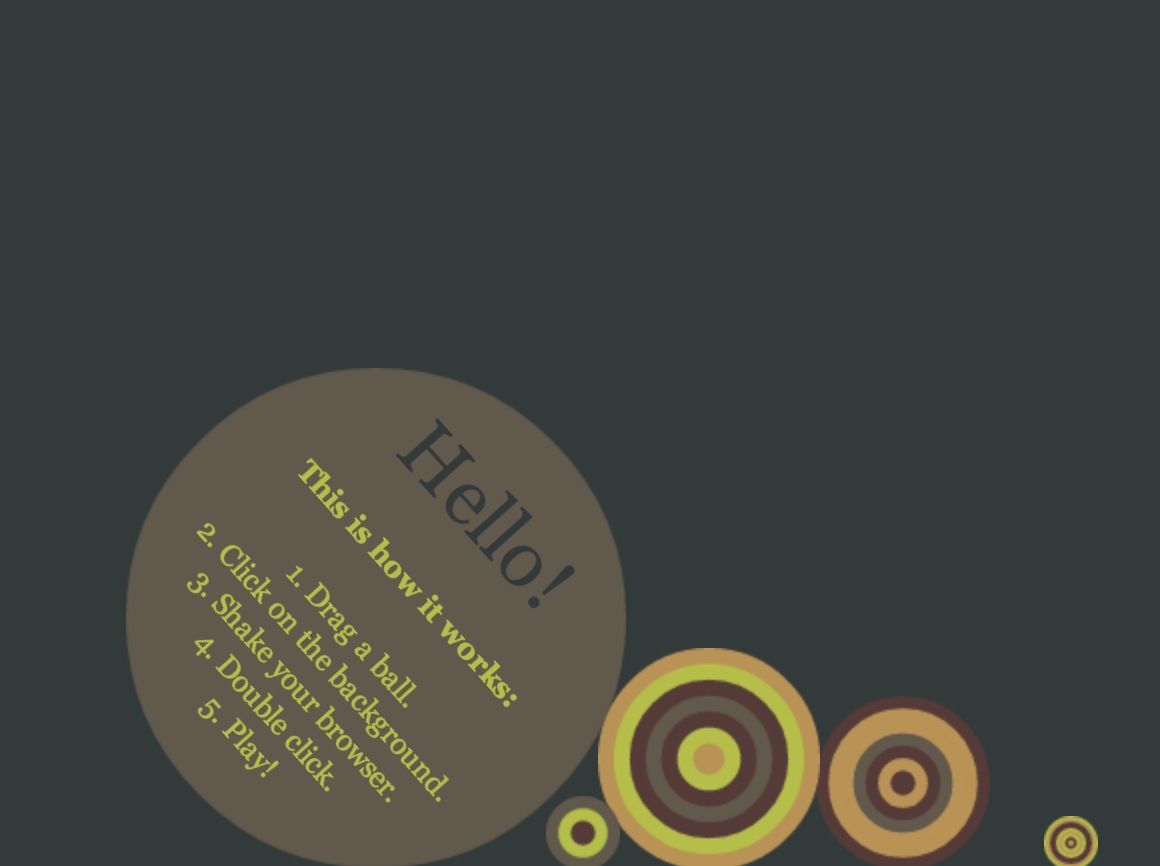 Hello!
This is how it works:
1. Drag a ball.
2. Click on the background.
3. Shake your browser.
4. Double click.
5. Play!